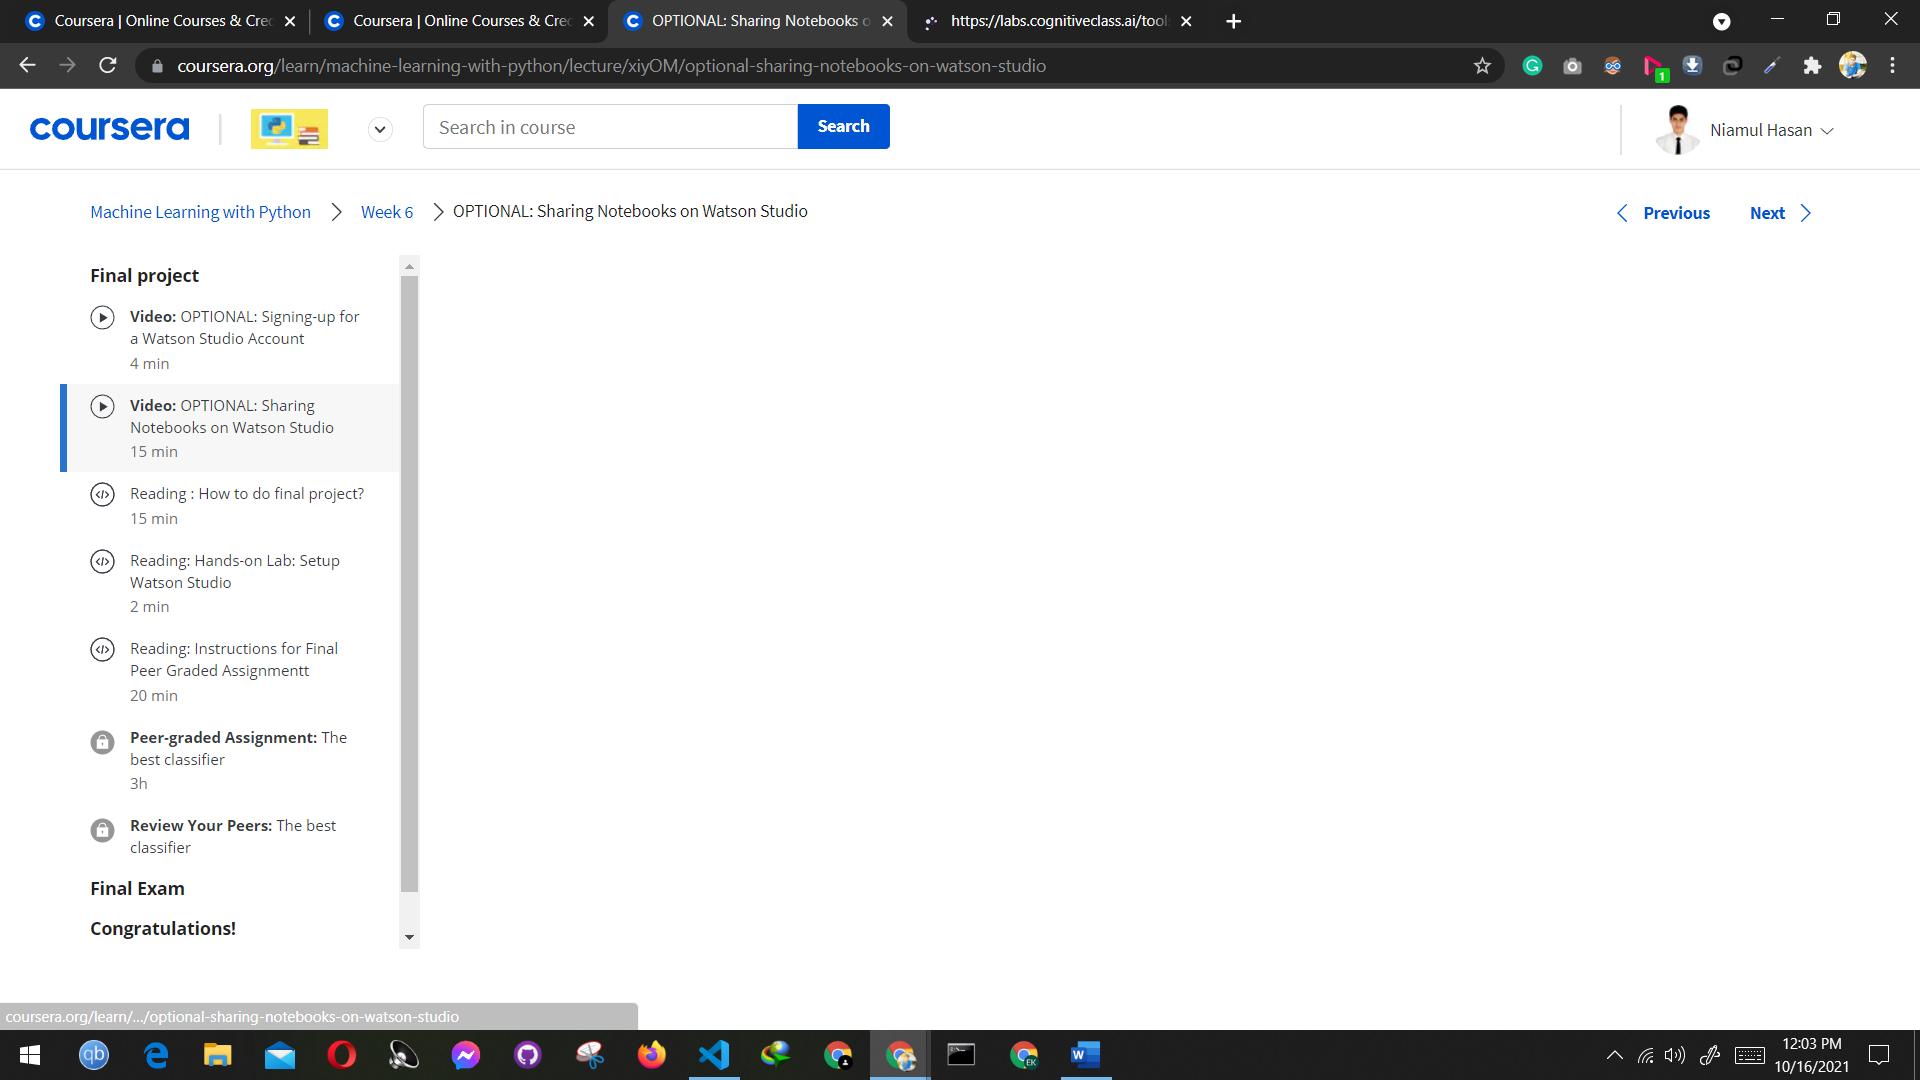 Coursera | Online Courses & Cre
Coursera | Online Courses & Cre
OPTIONAL: Sharing Notebooks o
https://labs.cognitiveclass.ai/tool
coursera.org/learn/machine-learning-with-python/lecture/xiyOM/optional-sharing-notebooks-on-watson-studio
1
coursera
Search in course
Search
Niamul Hasan
Machine Learning with Python
Week 6
OPTIONAL: Sharing Notebooks on Watson Studio
Previous
Next
Final project
Video: OPTIONAL: Signing-up for
a Watson Studio Account
4 min
Video: OPTIONAL: Sharing
Notebooks on Watson Studio
15 min
Reading : How to do final project?
15 min
Reading: Hands-on Lab: Setup
Watson Studio
2 min
Reading: Instructions for Final
Peer Graded Assignmentt
20 min
Peer-graded Assignment: The
best classifier
3h
Review Your Peers: The best
classifier
Final Exam
Congratulations!
coursera.org/learn/.../optional-sharing-notebooks-on-watson-studio
qb
EK
12:03 PM
10/16/2021